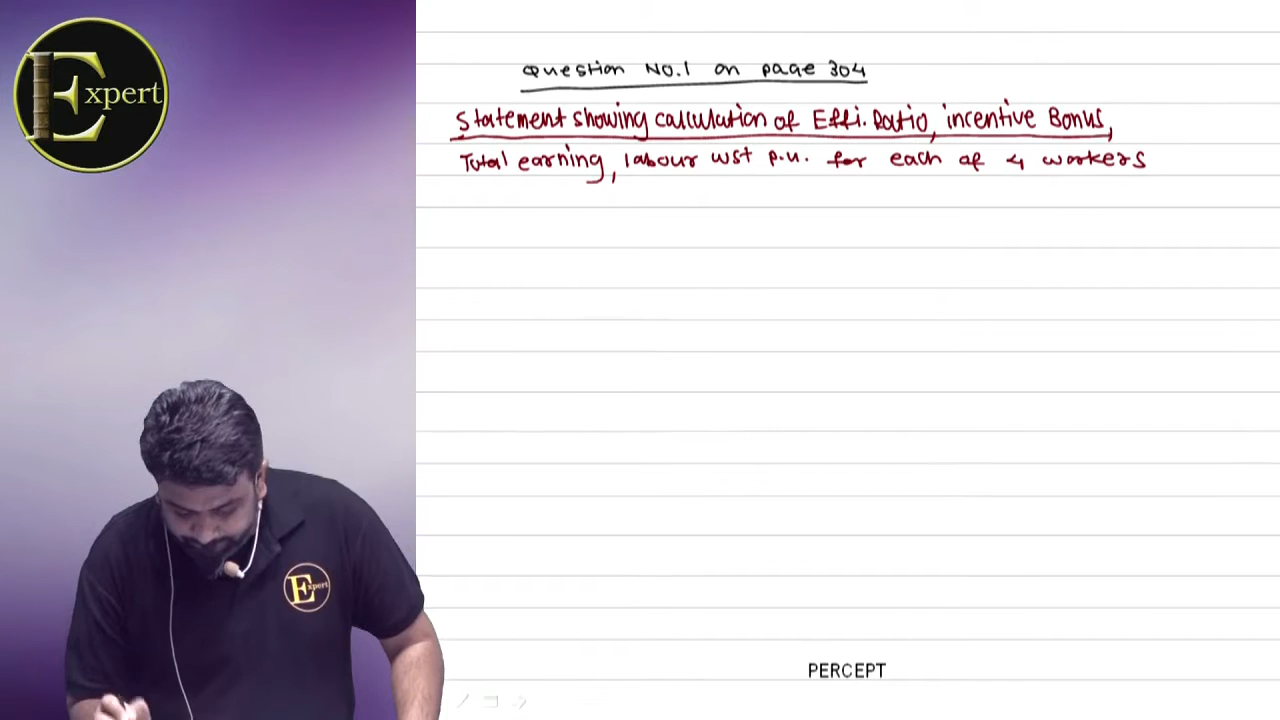 Expert
Question No.1 on page 304
Statement showing calculation of Effi. Ratio, incentive Bonus,
Total earning, labour cost p.u. for each of 4 workers
Expert
PERCEPT